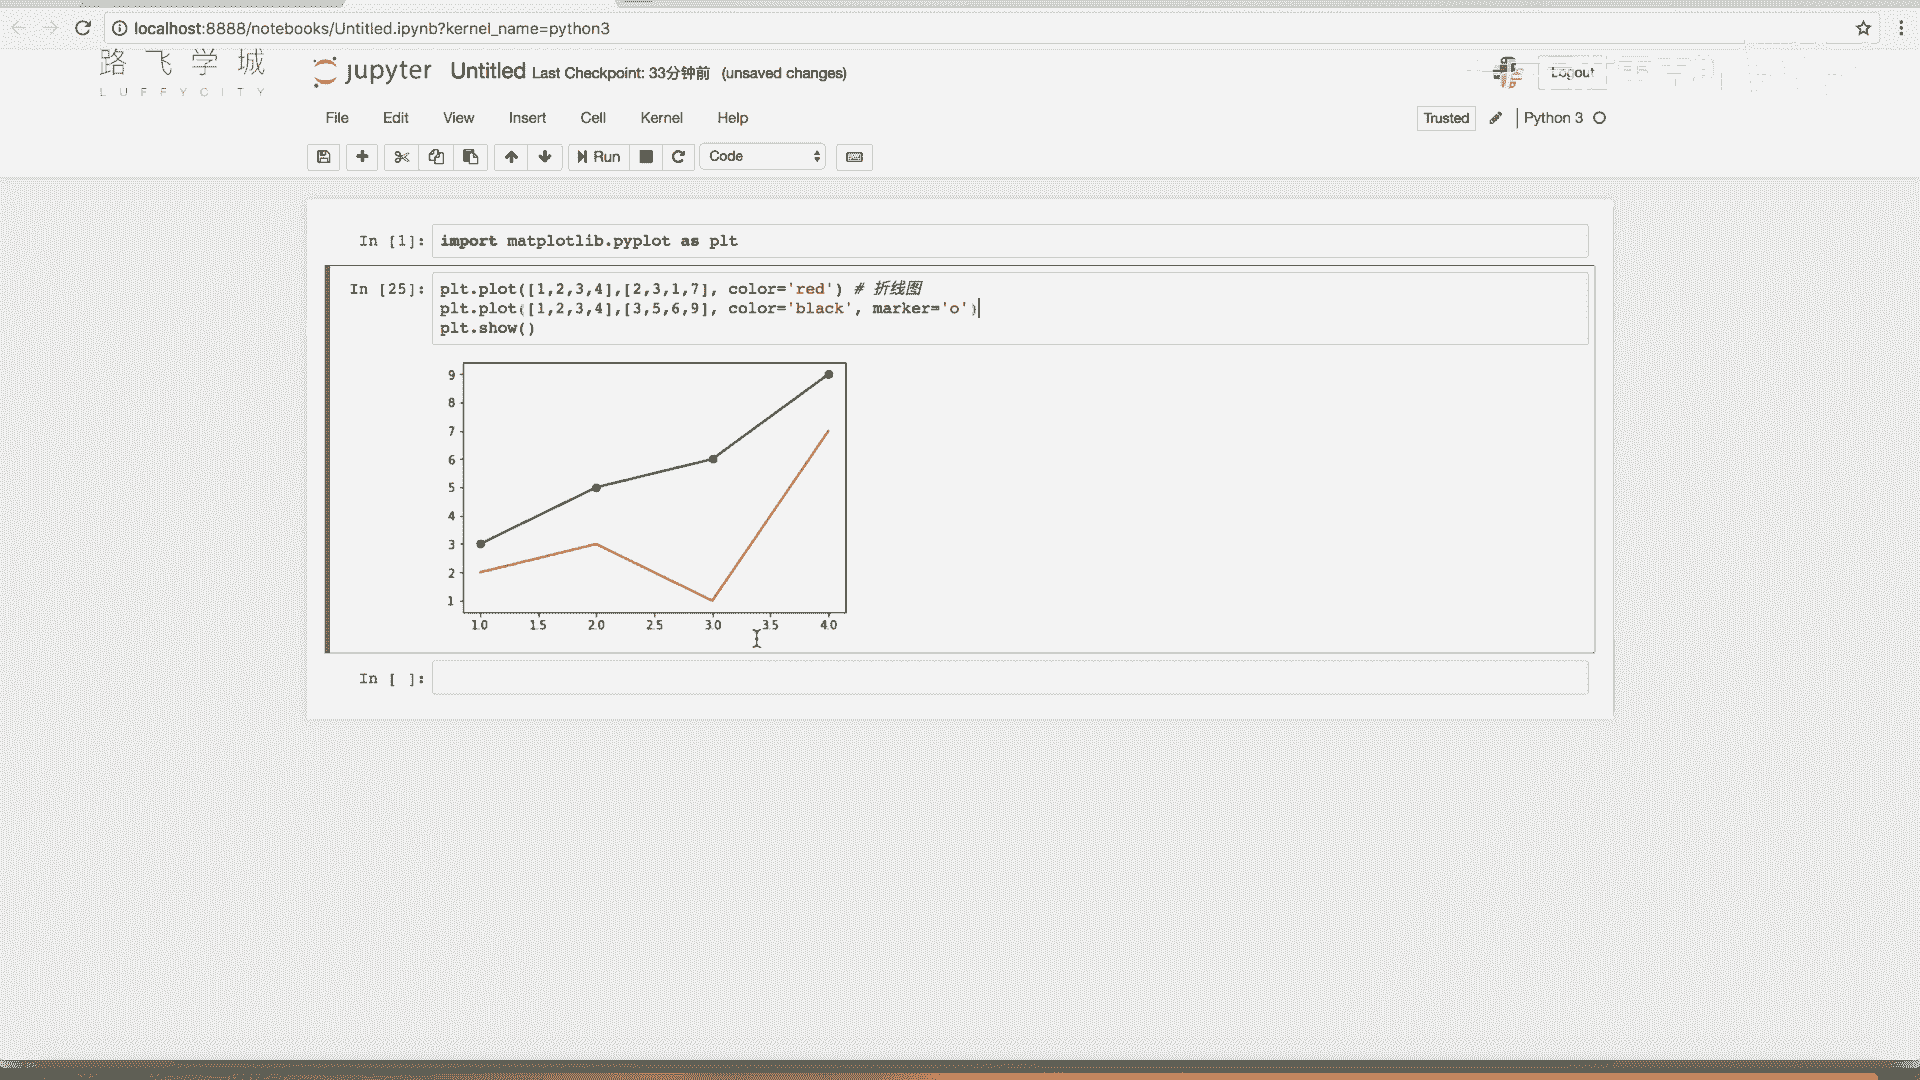 localhost:8888/notebooks/Untitled.ipynb?kernel_name=python3
路飞学城
LUFFYCITY
jupyter Untitled Last Checkpoint: 33分钟前 (unsaved changes)
Logout
File Edit View Insert Cell Kernel Help
Trusted Python 3
Run Code
In [1]: import matplotlib.pyplot as plt
In [25]: plt.plot([1,2,3,4],[2,3,1,7], color='red') # 折线图
plt.plot([1,2,3,4],[3,5,6,9], color='black', marker='o')
plt.show()
9
8
7
6
5
4
3
2
1
1.0 1.5 2.0 2.5 3.0 3.5 4.0
In [ ]: